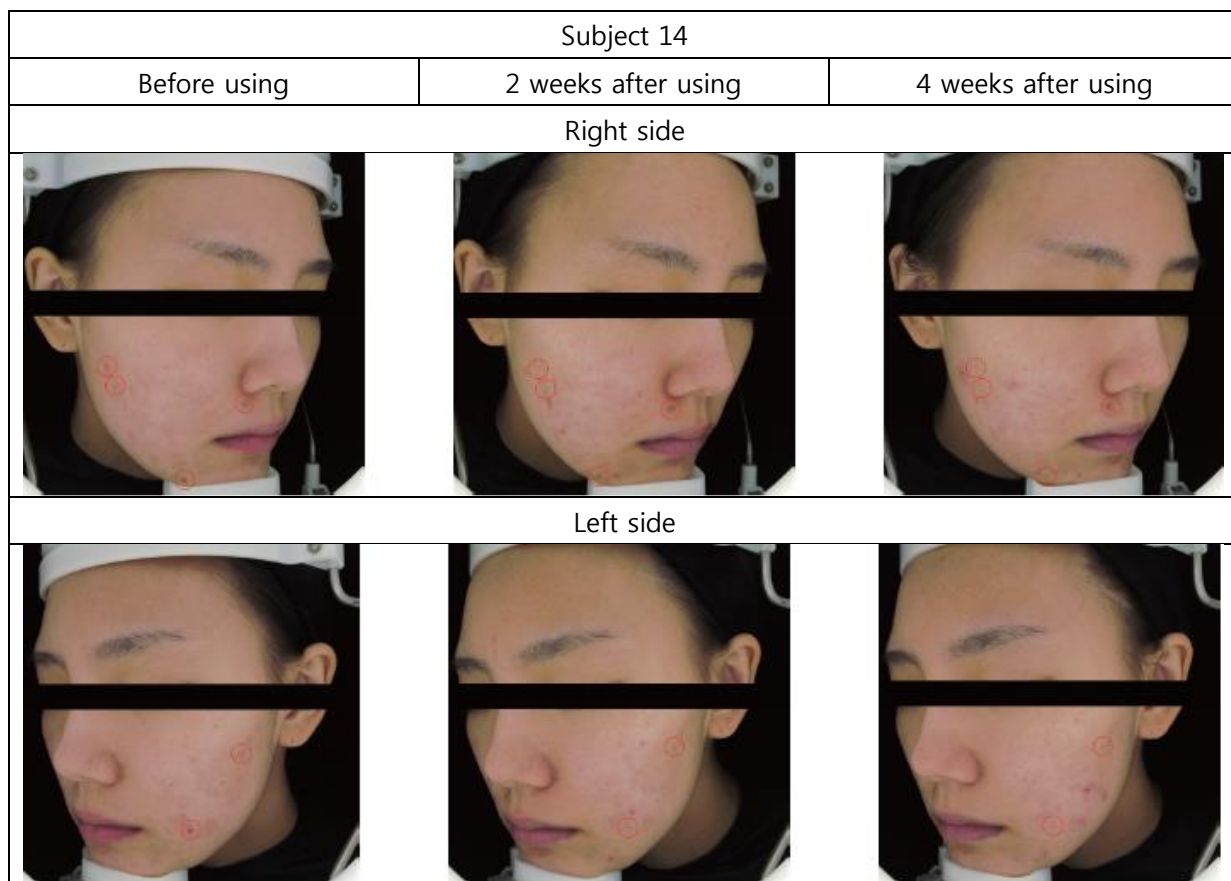 Subject 14
Before using
2 weeks after using
4 weeks after using
Right side
Left side